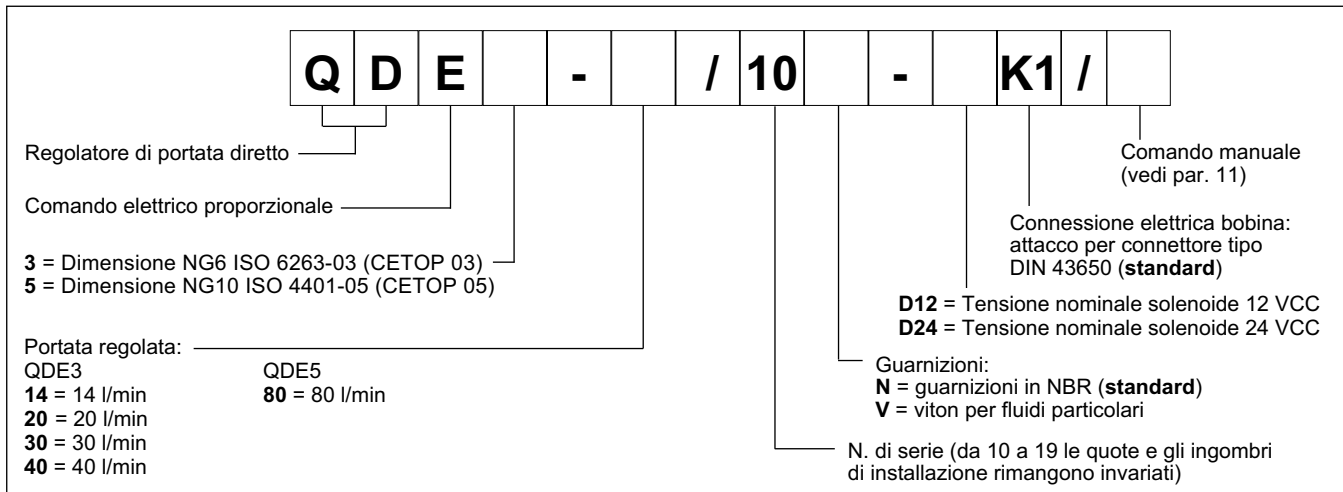 Q D E - / 10 - K1 /
Regolatore di portata diretto
Comando elettrico proporzionale
3 = Dimensione NG6 ISO 6263-03 (CETOP 03)
5 = Dimensione NG10 ISO 4401-05 (CETOP 05)
Portata regolata:
QDE3
14 = 14 l/min
20 = 20 l/min
30 = 30 l/min
40 = 40 l/min
QDE5
80 = 80 l/min
Comando manuale
(vedi par. 11)
Connessione elettrica bobina:
attacco per connettore tipo
DIN 43650 (standard)
D12 = Tensione nominale solenoide 12 VCC
D24 = Tensione nominale solenoide 24 VCC
Guarnizioni:
N = guarnizioni in NBR (standard)
V = viton per fluidi particolari
N. di serie (da 10 a 19 le quote e gli ingombri
di installazione rimangono invariati)